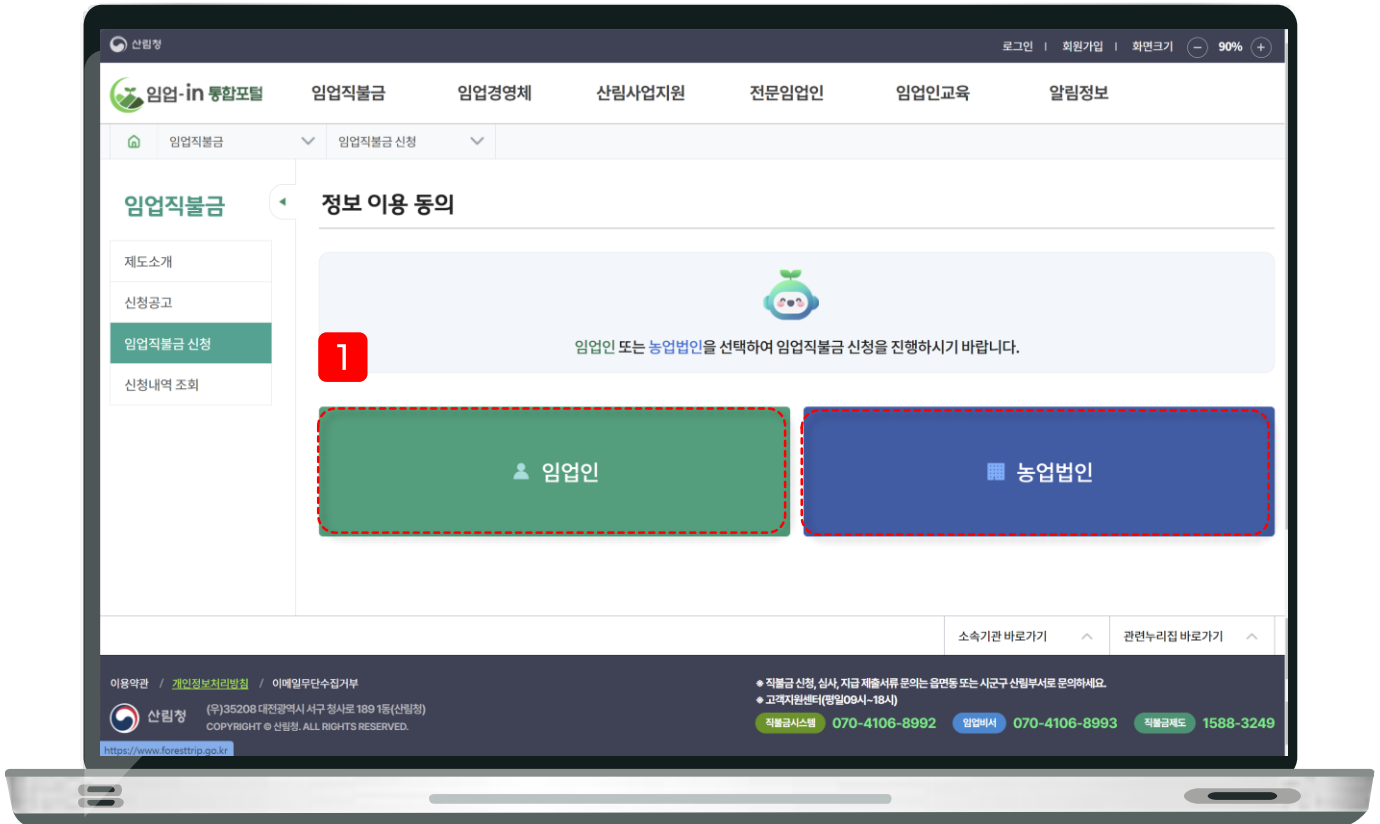 산림청
로그인 | 회원가입 | 화면크기 − 90% +
임업-in 통합포털
임업직불금 임업경영체 산림사업지원 전문임업인 임업인교육 알림정보
임업직불금 임업직불금 신청
임업직불금
제도소개
신청공고
임업직불금 신청
신청내역 조회
정보 이용 동의
1
임업인 또는 농업법인을 선택하여 임업직불금 신청을 진행하시기 바랍니다.
임업인
농업법인
소속기관 바로가기 관련누리집 바로가기
이용약관 / 개인정보처리방침 / 이메일무단수집거부
산림청
(우)35208 대전광역시 서구 청사로 189 1동(산림청)
COPYRIGHT © 산림청. ALL RIGHTS RESERVED.
https://www.foresttrip.go.kr
※ 직불금 신청, 심사, 지급 제출서류 문의는 읍면동 또는 시군구 산림부서로 문의하세요.
※ 고객지원센터(평일09시~18시)
직불금시스템 070-4106-8992 임업비서 070-4106-8993 직불금제도 1588-3249